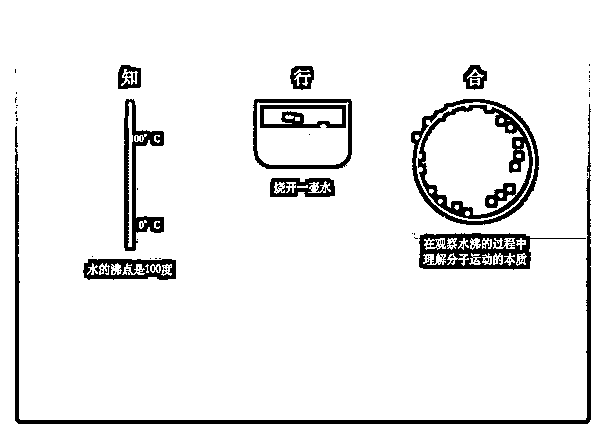 知
行
合
00°C
0°C
烧开一壶水
水的沸点是100度
在观察水沸的过程中
理解分子运动的本质